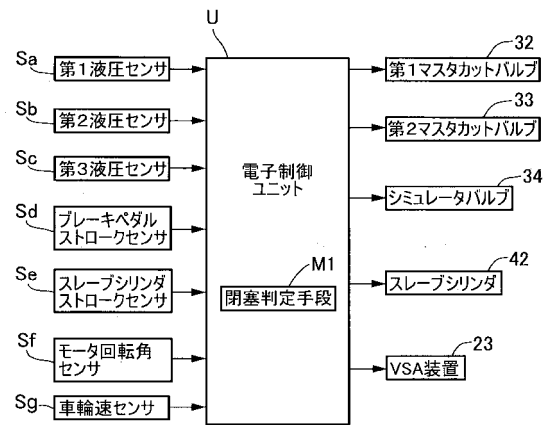 U
Sa
第1液圧センサ
Sb
第2液圧センサ
Sc
第3液圧センサ
Sd
ブレーキペダル
ストロークセンサ
Se
スレーブシリンダ
ストロークセンサ
Sf
モータ回転角
センサ
Sg
車輪速センサ
電子制御
ユニット
M1
閉塞判定手段
32
第1マスタカットバルブ
33
第2マスタカットバルブ
34
シミュレータバルブ
42
スレーブシリンダ
23
VSA装置